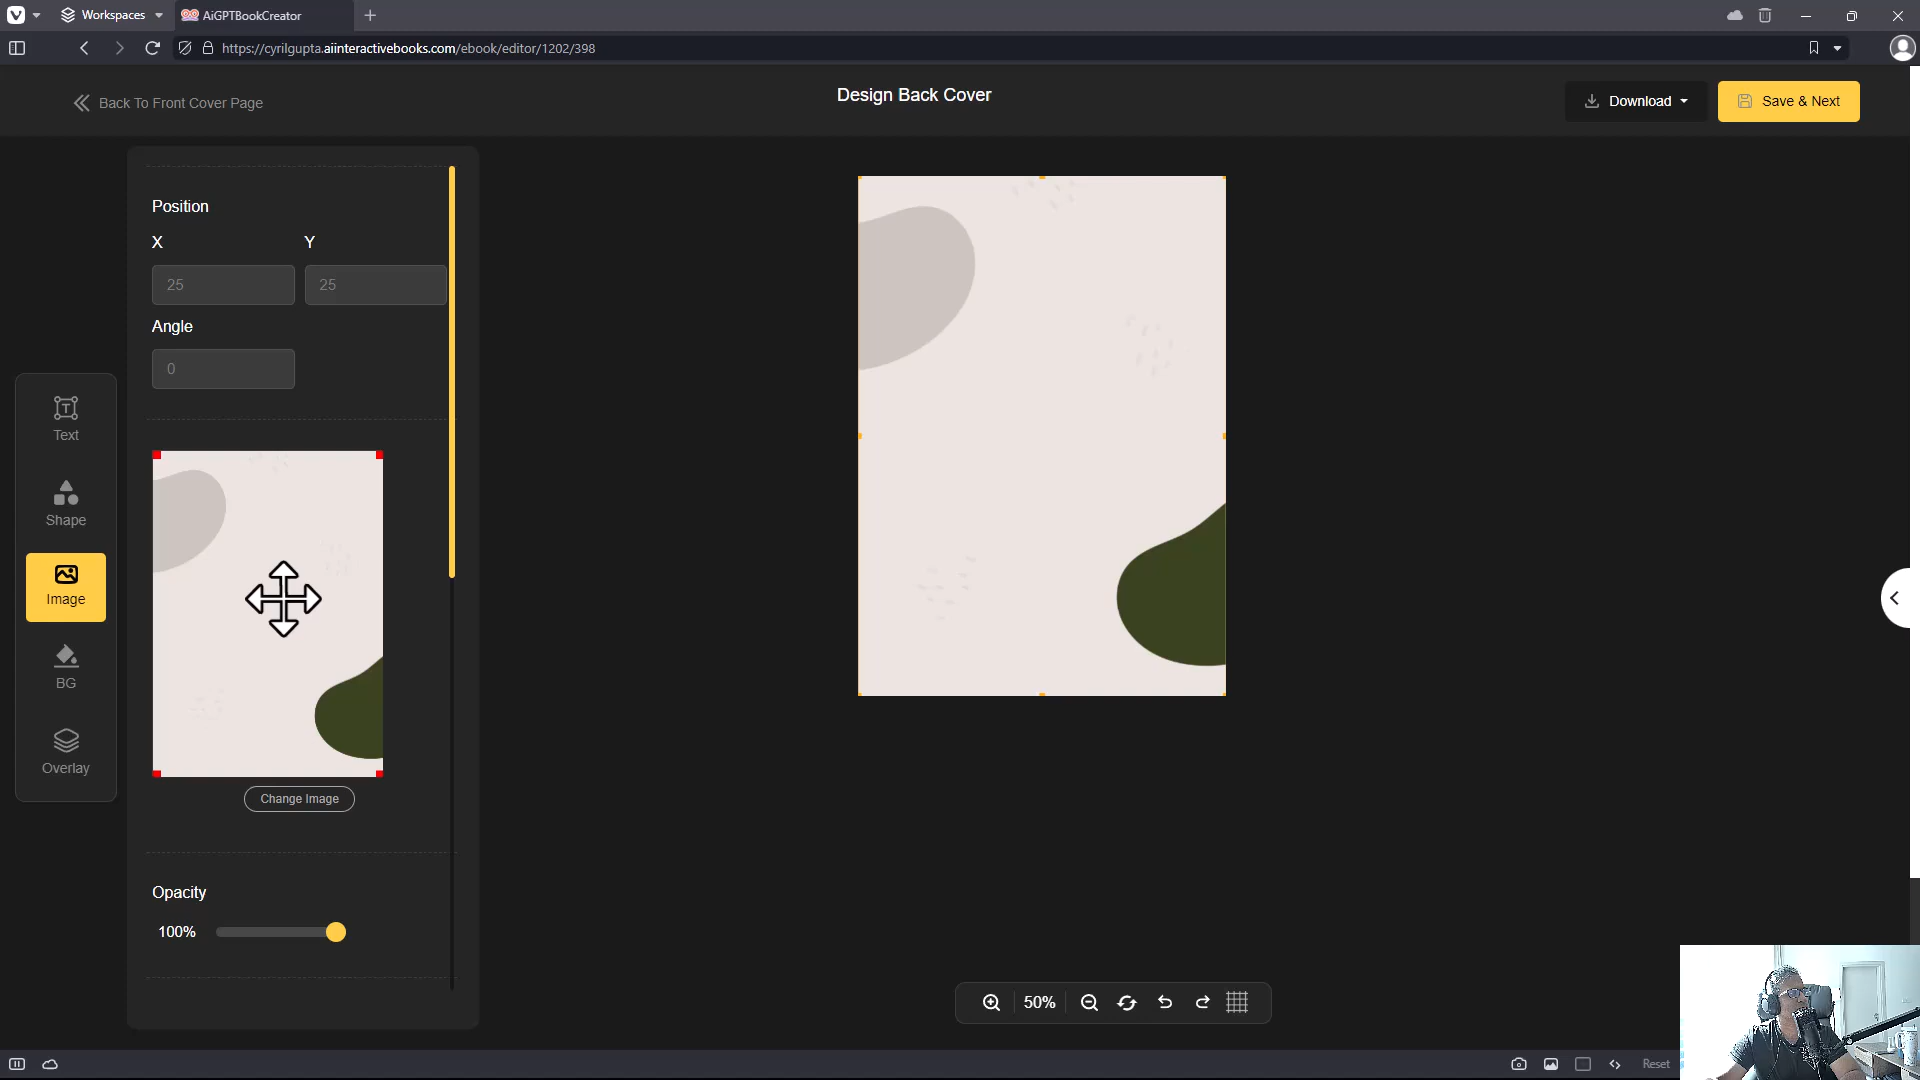 Workspaces
AiGPTBookCreator
https://cyrilgupta.aiinteractivebooks.com/ebook/editor/1202/398
Back To Front Cover Page
Design Back Cover
Download
Save & Next
Position
X
Y
25
25
Angle
0
Text
Shape
Image
BG
Overlay
Change Image
Opacity
100%
50%
Reset